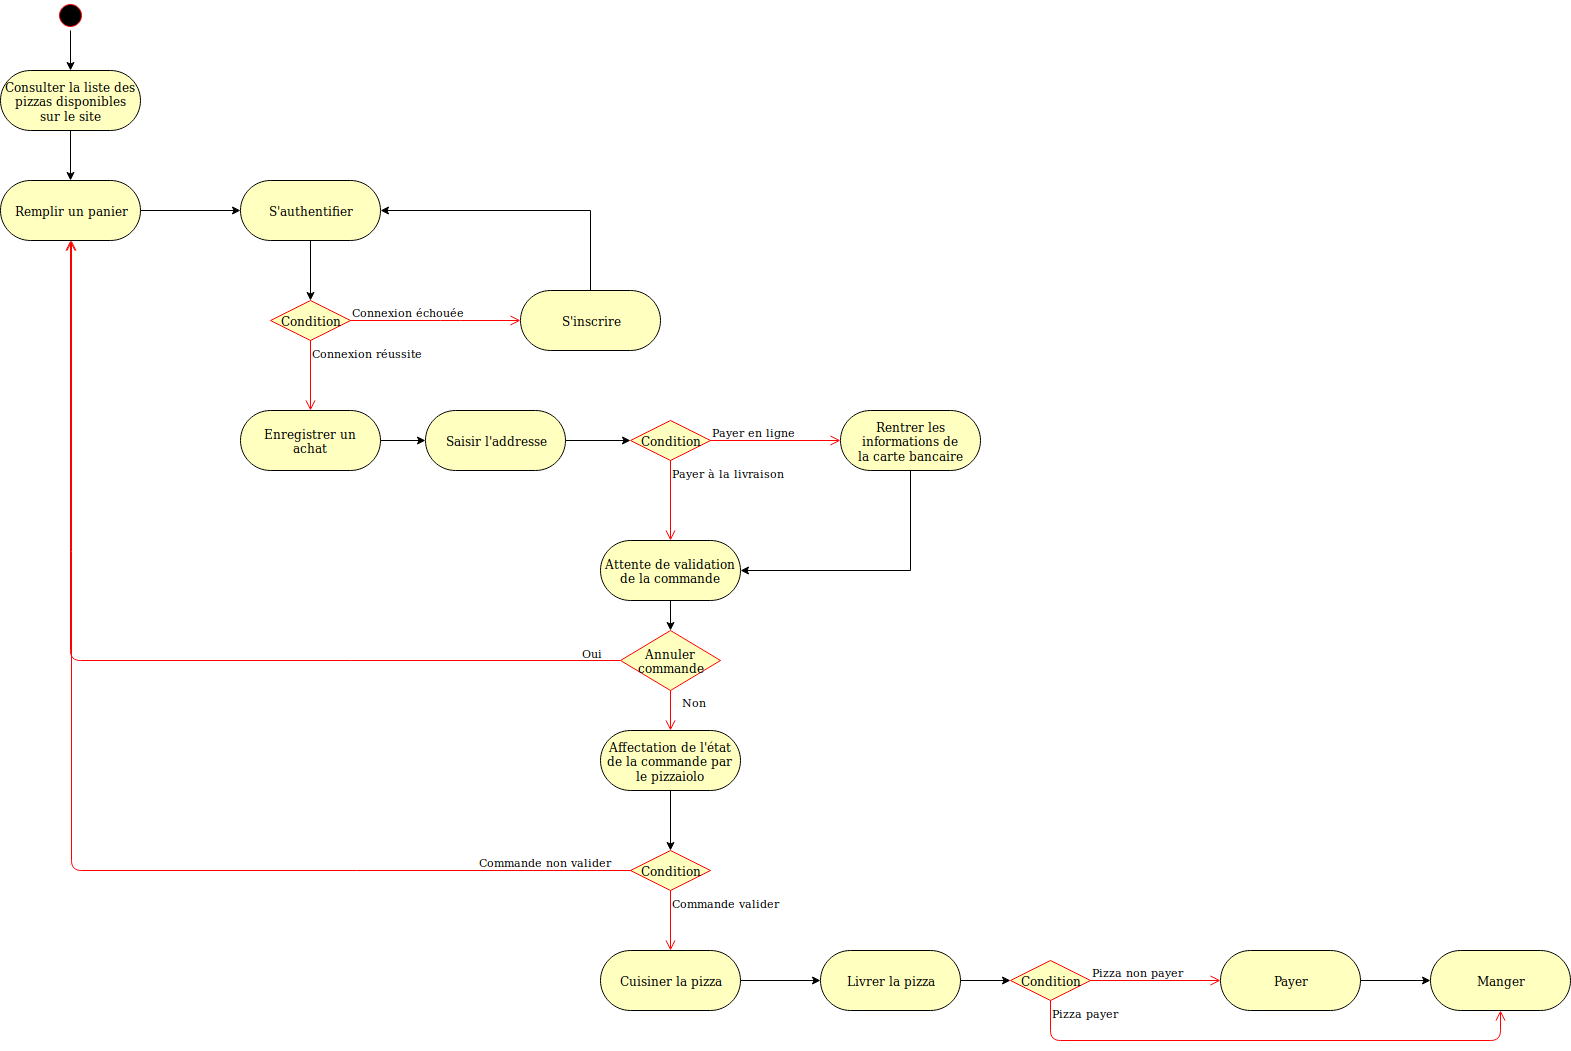 Consulter la liste des
pizzas disponibles
sur le site
Remplir un panier
S'authentifier
Condition
Connexion échouée
S'inscrire
Connexion réussite
Enregistrer un
achat
Saisir l'addresse
Condition
Payer en ligne
Rentrer les
informations de
la carte bancaire
Payer à la livraison
Attente de validation
de la commande
Annuler
commande
Oui
Non
Affectation de l'état
de la commande par
le pizzaiolo
Commande non valider
Condition
Commande valider
Cuisiner la pizza
Livrer la pizza
Condition
Pizza non payer
Payer
Manger
Pizza payer